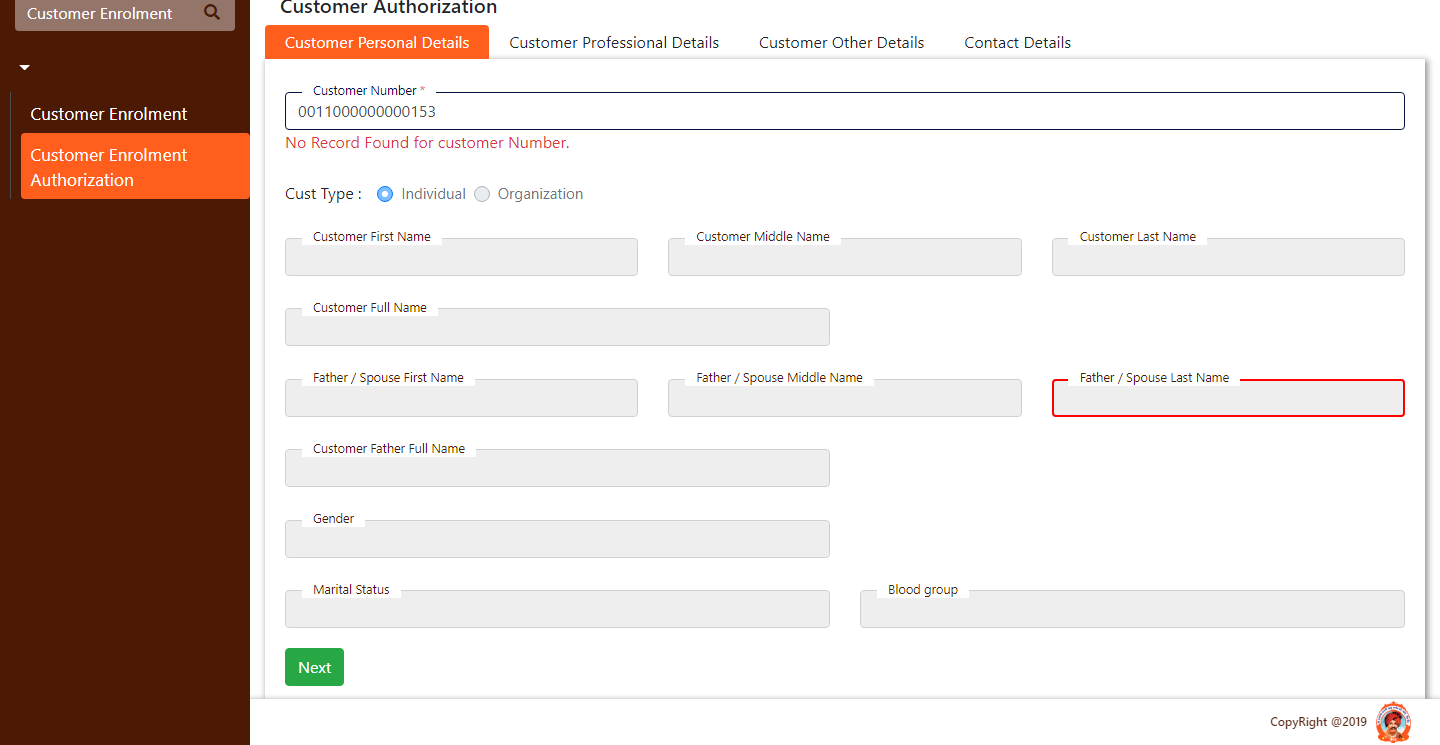 Customer Authorization
Customer Enrolment
Customer Personal Details Customer Professional Details Customer Other Details Contact Details
Customer Enrolment
Customer Enrolment
Authorization
Customer Number *
0011000000000153
No Record Found for customer Number.
Cust Type : Individual Organization
Customer First Name Customer Middle Name Customer Last Name
Customer Full Name
Father / Spouse First Name Father / Spouse Middle Name Father / Spouse Last Name
Customer Father Full Name
Gender
Marital Status Blood group
Next
CopyRight @2019